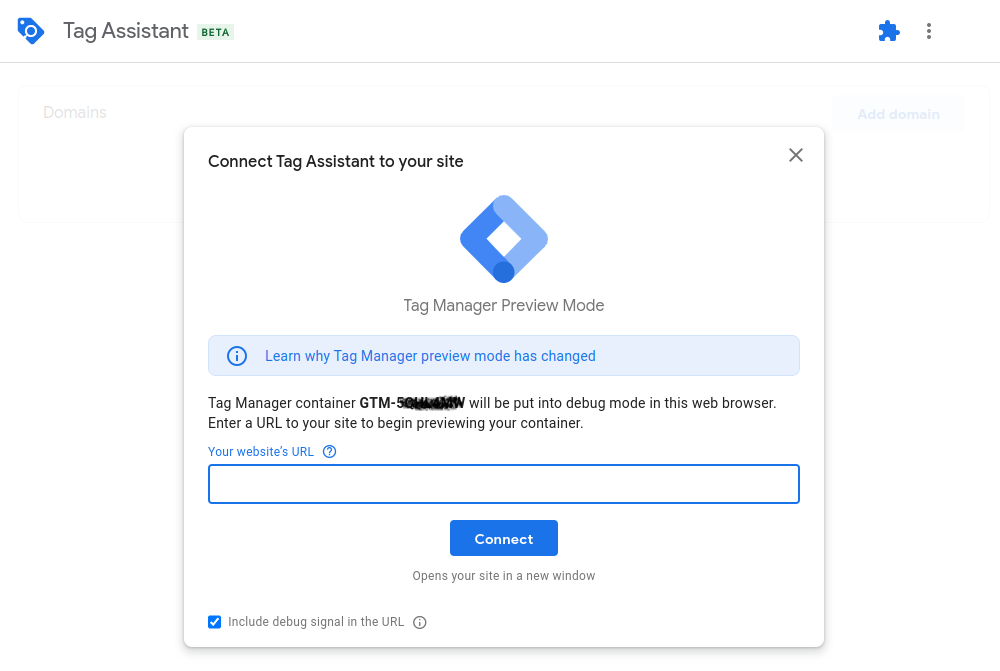 Tag Assistant BETA
Domains
Add domain
Connect Tag Assistant to your site
Tag Manager Preview Mode
Learn why Tag Manager preview mode has changed
Tag Manager container will be put into debug mode in this web browser.
Enter a URL to your site to begin previewing your container.
Your website's URL
Connect
Opens your site in a new window
Include debug signal in the URL